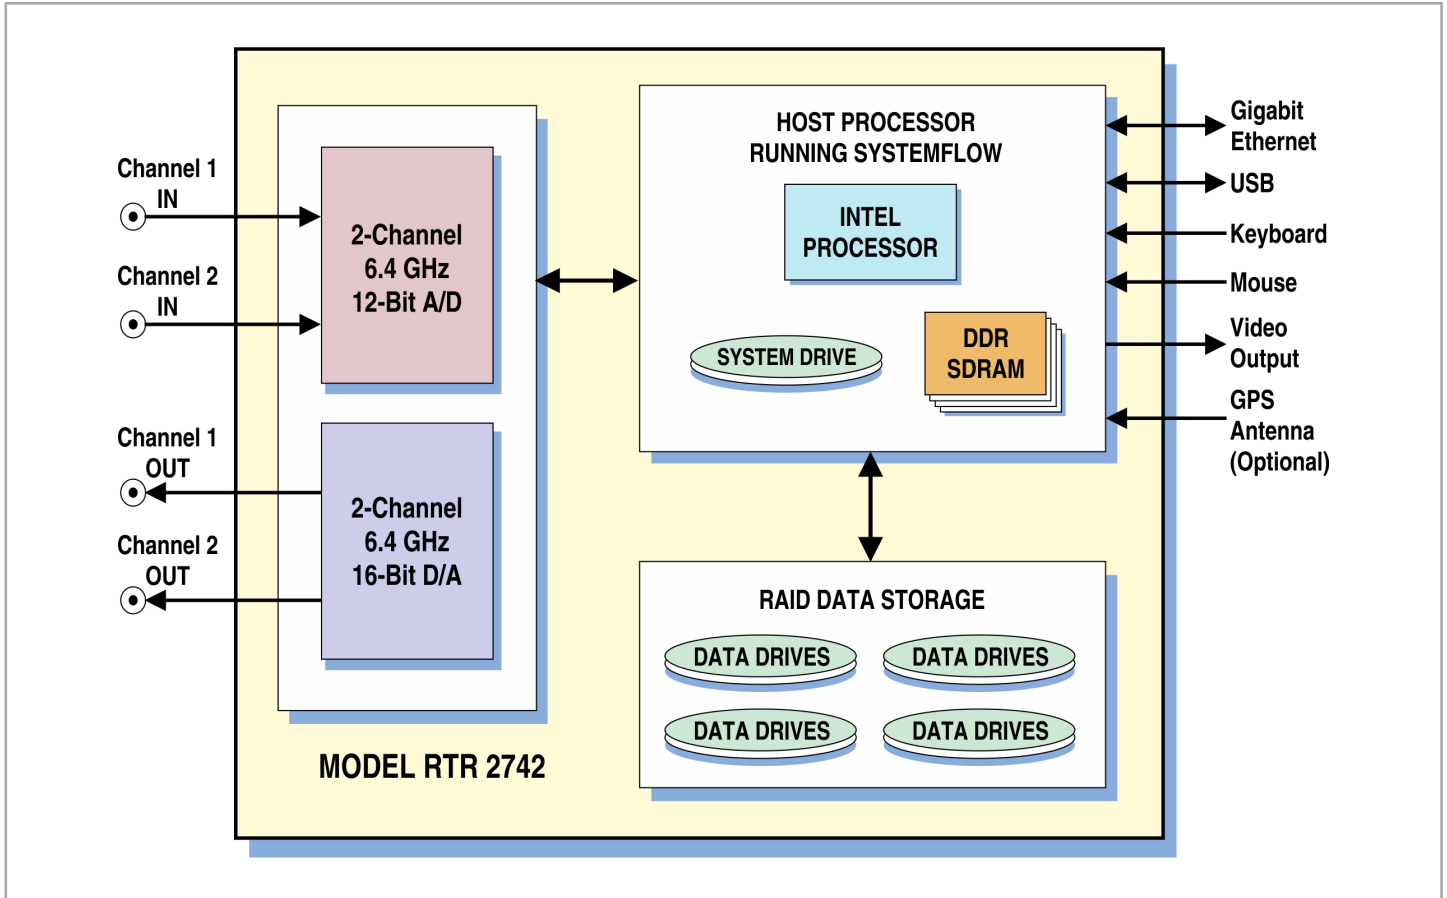 Channel 1
IN
Channel 2
IN
Channel 1
OUT
Channel 2
OUT
2-Channel
6.4 GHz
12-Bit A/D
2-Channel
6.4 GHz
16-Bit D/A
MODEL RTR 2742
HOST PROCESSOR
RUNNING SYSTEMFLOW
INTEL
PROCESSOR
SYSTEM DRIVE
DDR
SDRAM
RAID DATA STORAGE
DATA DRIVES
DATA DRIVES
DATA DRIVES
DATA DRIVES
Gigabit
Ethernet
USB
Keyboard
Mouse
Video
Output
GPS
Antenna
(Optional)